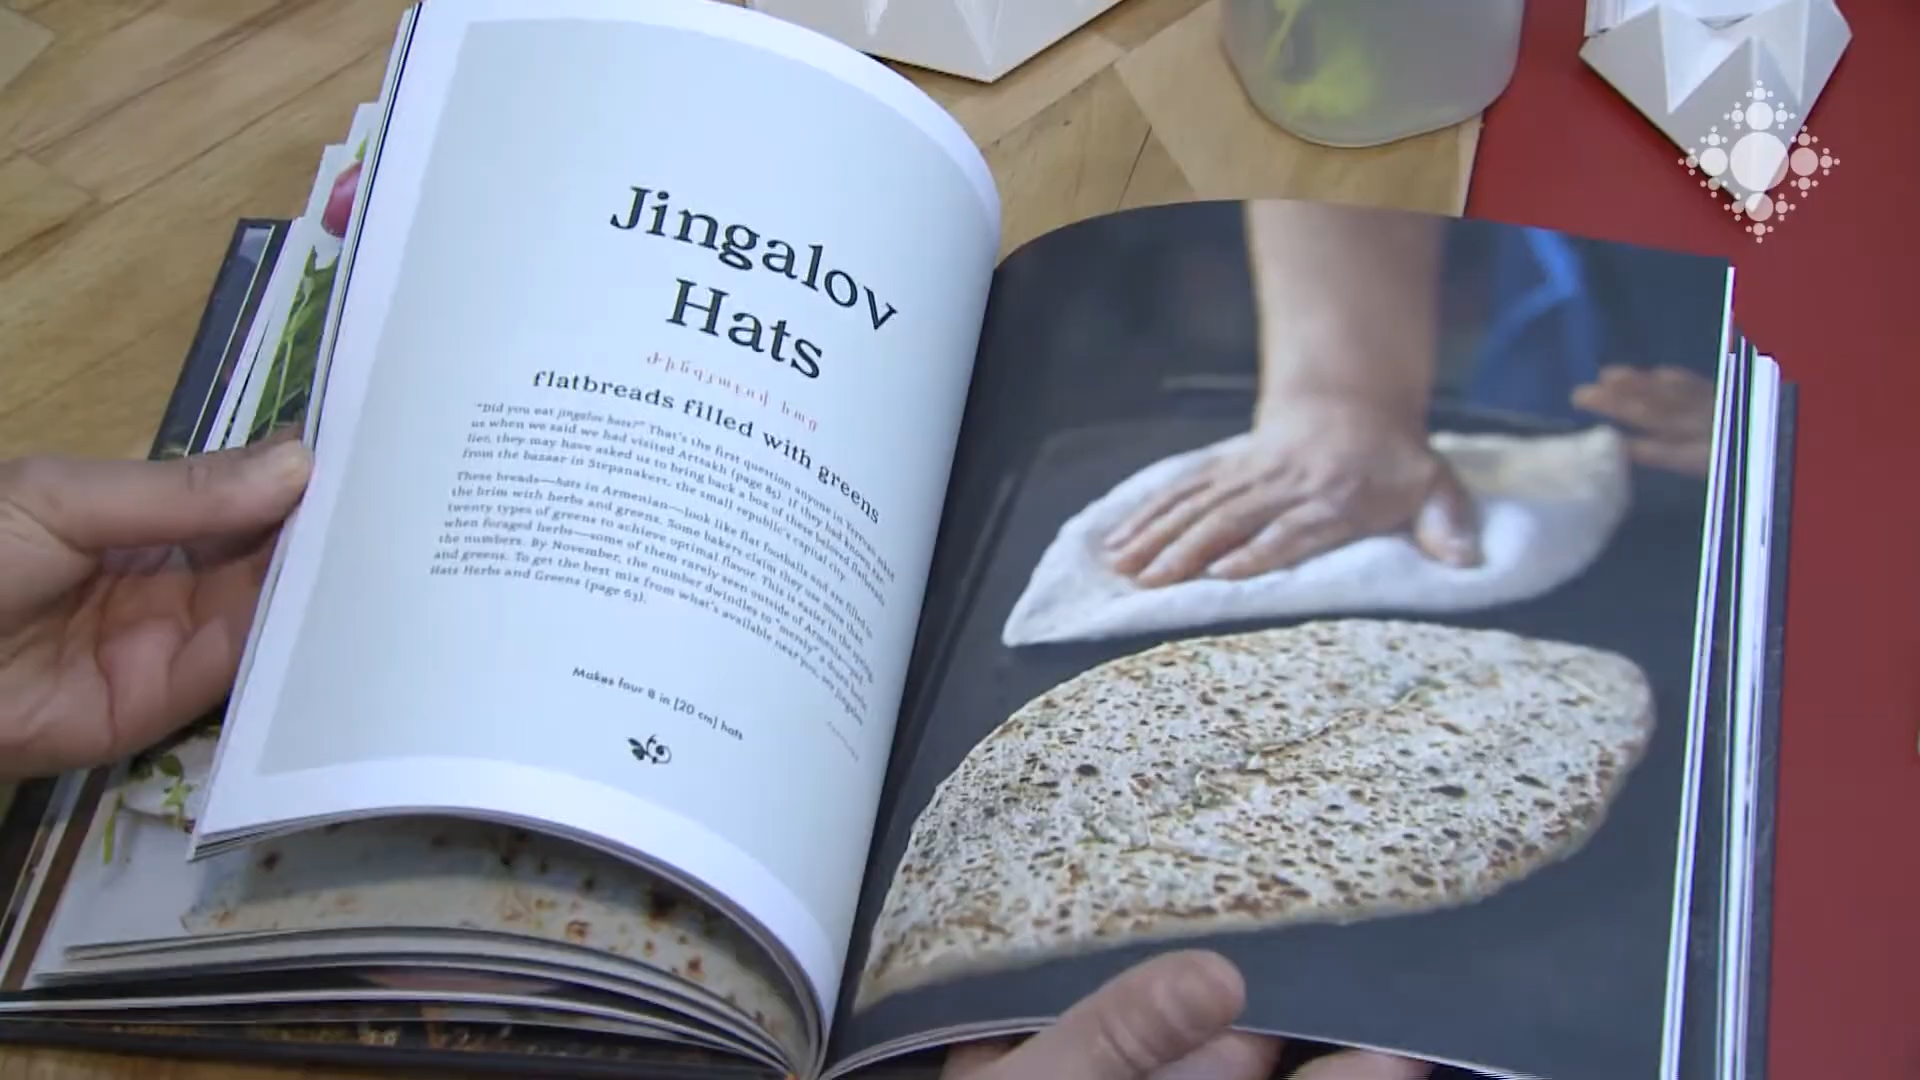 Jingalov
Hats
Ժինգյալով հաց
flatbreads filled with greens
"Did you eat jingalov hats?" That's the first question anyone in Yerevan asked
us when we said we had visited Artsakh (page 85). If they had known ear-
lier, they may have asked us to bring back a box of these beloved flatbreads
from the bazaar in Stepanakert, the small republic's capital city.
These breads—hats in Armenian—look like flat footballs and are filled to
the brim with herbs and greens. Some bakers claim they use more than
twenty types of greens to achieve optimal flavor. This is easier in the spring,
when foraged herbs—some of them rarely seen outside of Armenia—pad
the numbers. By November, the number dwindles to "merely" a dozen herbs
and greens. To get the best mix from what's available near you, see Jingalov
Hats Herbs and Greens (page 63).
Makes four 8 in [20 cm] hats